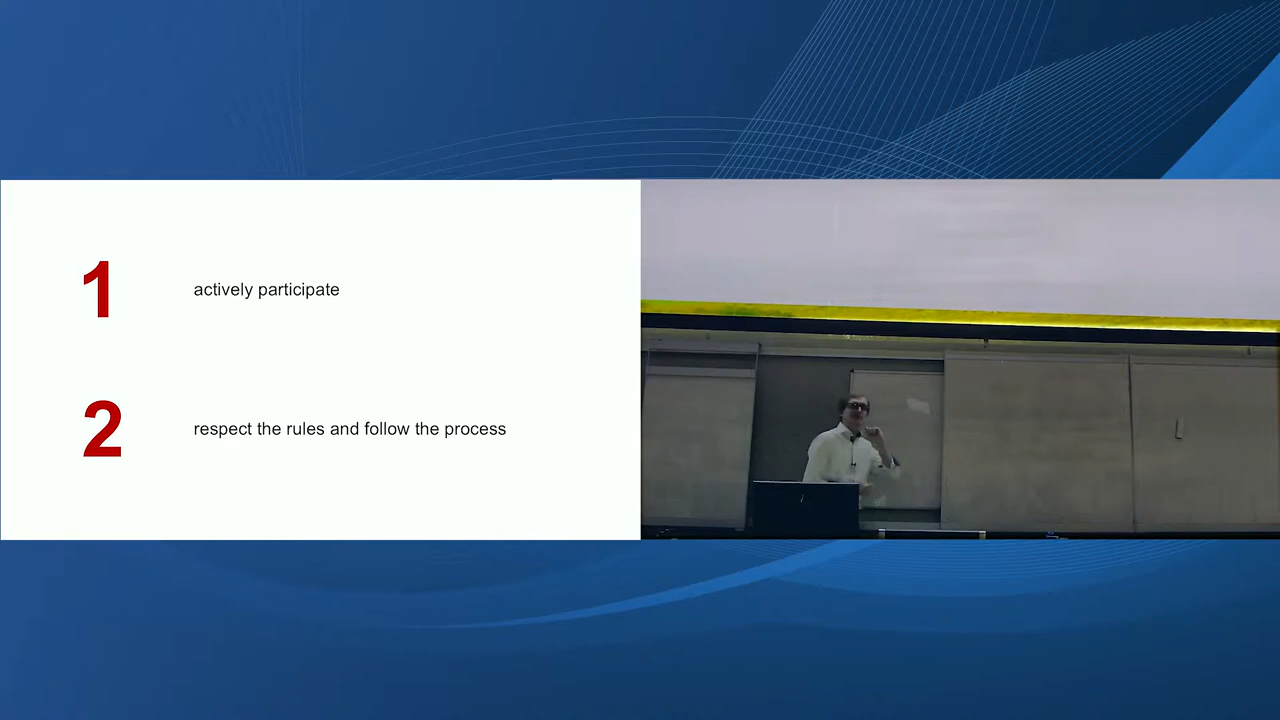 1
actively participate
2
respect the rules and follow the process